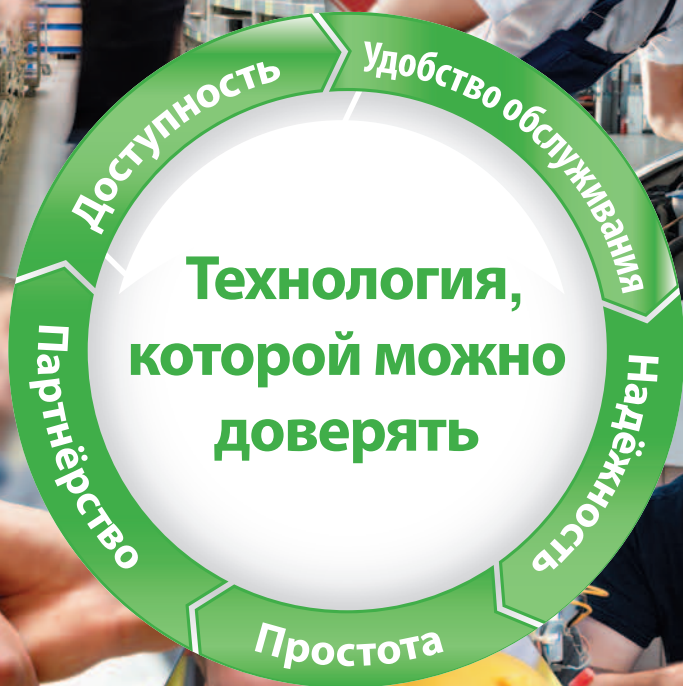 Доступность
Удобство обслуживания
Надёжность
Простота
Партнёрство
Технология,
которой можно
доверять